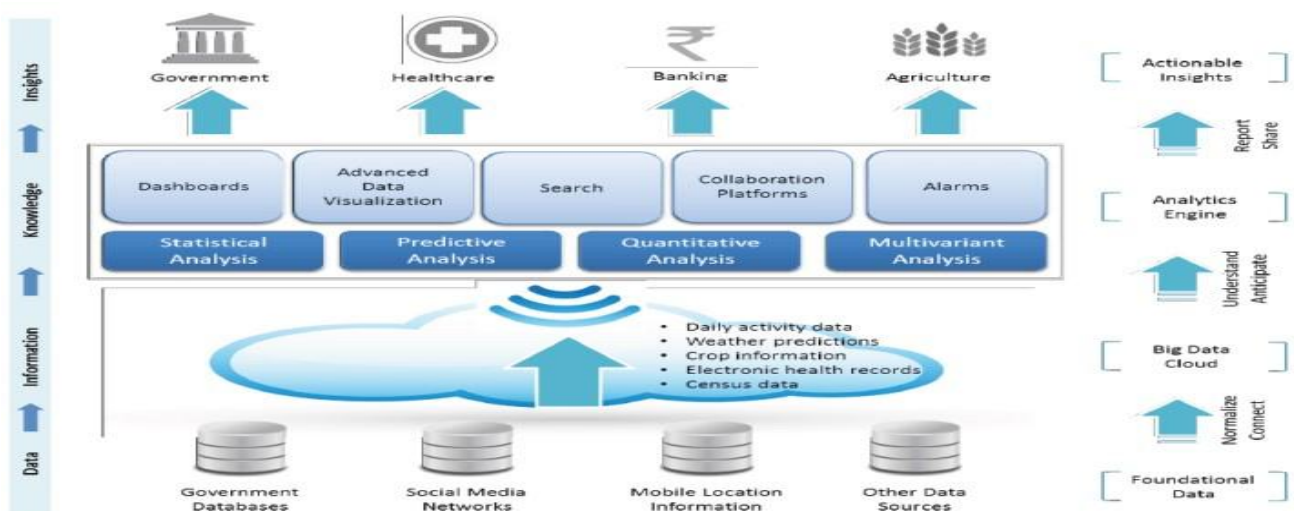 Government
Healthcare
Banking
Agriculture
Insights
Knowledge
Information
Data
Dashboards
Advanced
Data
Visualization
Search
Collaboration
Platforms
Alarms
Statistical
Analysis
Predictive
Analysis
Quantitative
Analysis
Multivariant
Analysis
• Daily activity data
• Weather predictions
• Crop information
• Electronic health records
• Census data
Government
Databases
Social Media
Networks
Mobile Location
Information
Other Data
Sources
Actionable
Insights
Report
Share
Analytics
Engine
Understand
Anticipate
Big Data
Cloud
Normalize
Connect
Foundational
Data